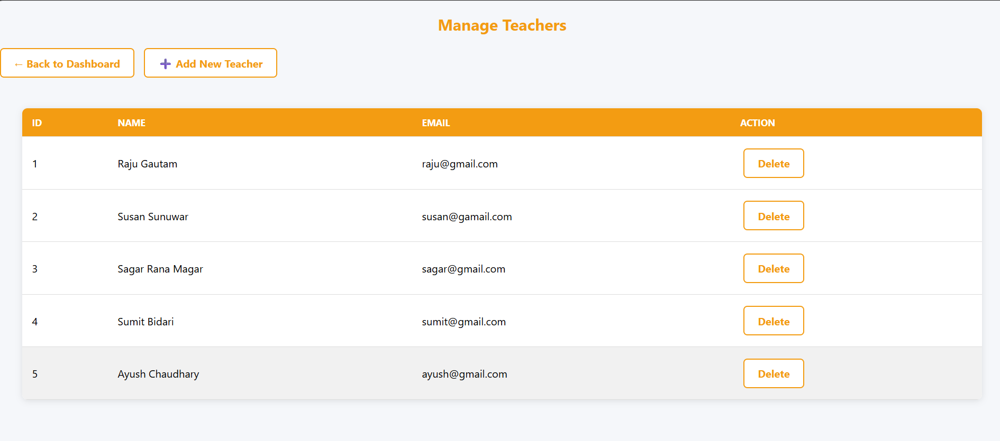 Manage Teachers
← Back to Dashboard ➕ Add New Teacher
ID NAME EMAIL ACTION
1 Raju Gautam raju@gmail.com Delete
2 Susan Sunuwar susan@gamail.com Delete
3 Sagar Rana Magar sagar@gmail.com Delete
4 Sumit Bidari sumit@gmail.com Delete
5 Ayush Chaudhary ayush@gmail.com Delete